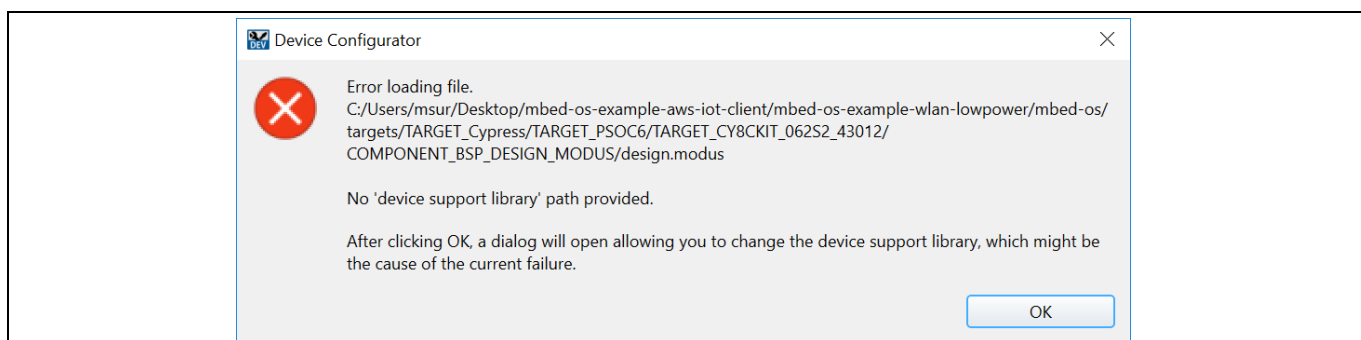 DEV Device Configurator
Error loading file.
C:/Users/msur/Desktop/mbed-os-example-aws-iot-client/mbed-os-example-wlan-lowpower/mbed-os/
targets/TARGET_Cypress/TARGET_PSOC6/TARGET_CY8CKIT_062S2_43012/
COMPONENT_BSP_DESIGN_MODUS/design.modus
No 'device support library' path provided.
After clicking OK, a dialog will open allowing you to change the device support library, which might be
the cause of the current failure.
OK